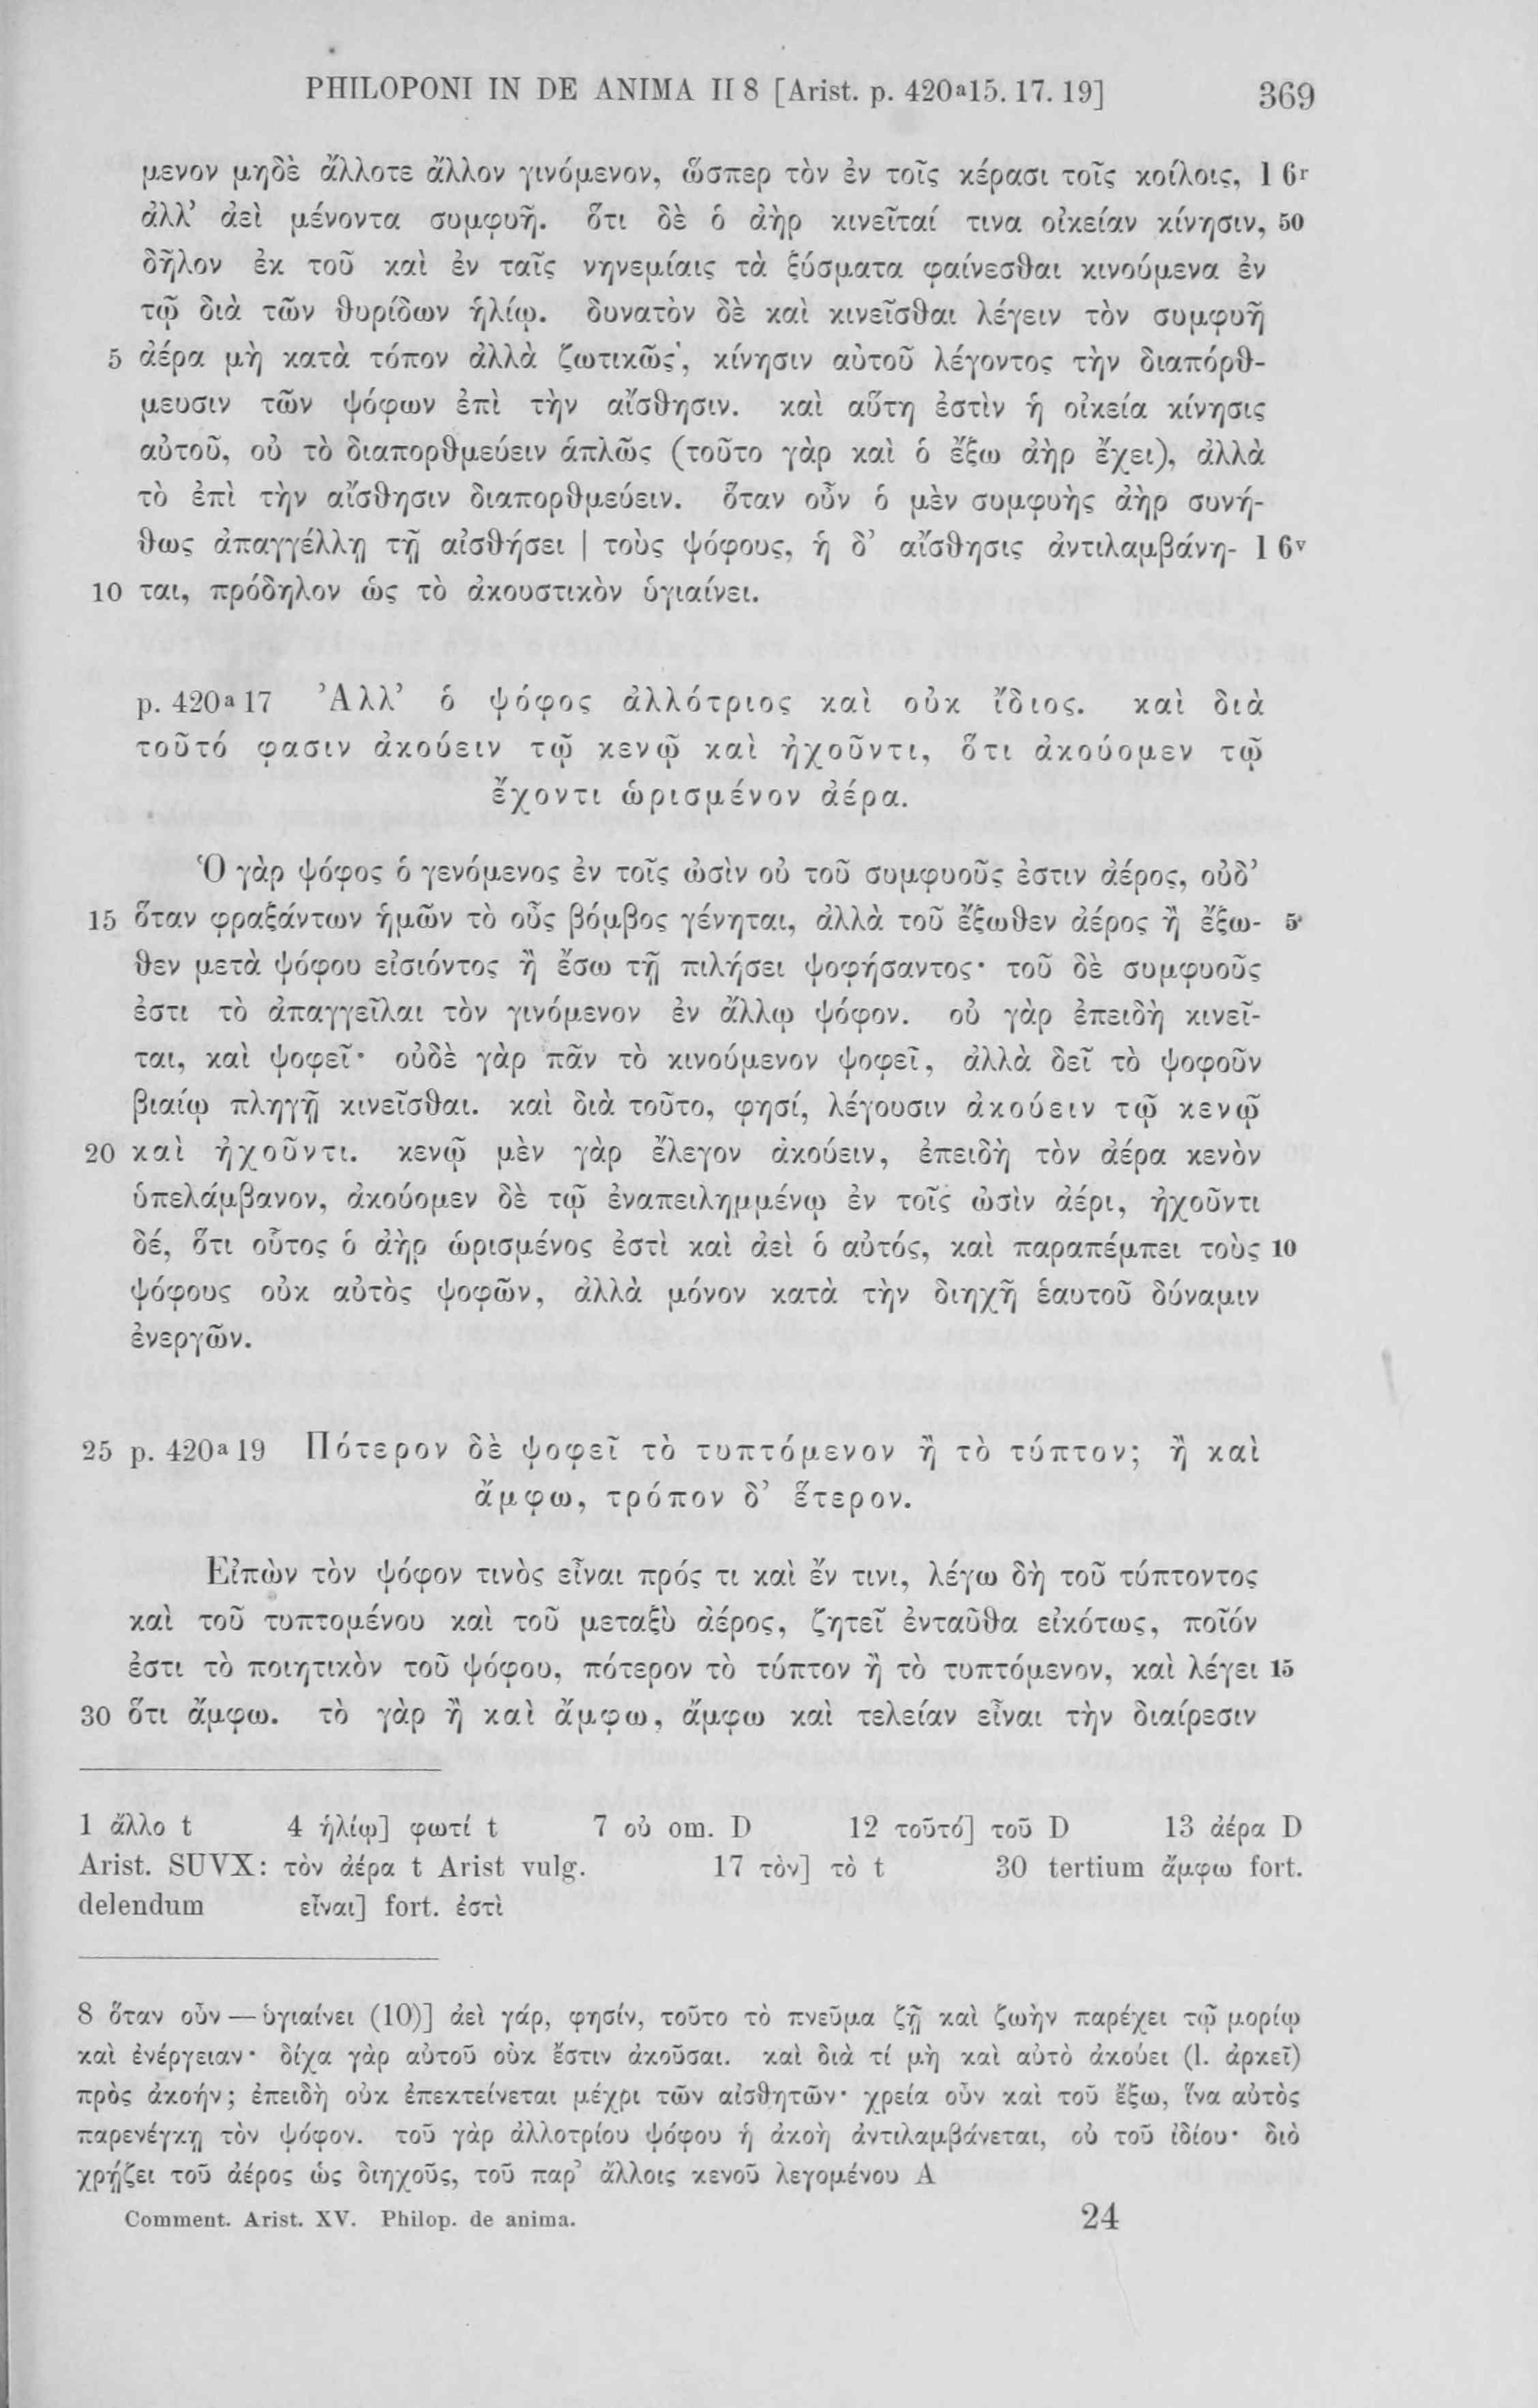 PHILOPONI IN DE ANIMA II 8 [Arist. p. 420ᵃ15. 17. 19] 369
μενον μηδὲ ἄλλοτε ἄλλον γινόμενον, ὥσπερ τὸν ἐν τοῖς κέρασι τοῖς κοίλοις, l 6ʳ
ἀλλ’ ἀεὶ μένοντα συμφυῆ. ὅτι δὲ ὁ ἀὴρ κινεῖταί τινα οἰκείαν κίνησιν, 50
δῆλον ἐκ τοῦ καὶ ἐν ταῖς νηνεμίαις τὰ ξύσματα φαίνεσθαι κινούμενα ἐν
τῷ διὰ τῶν θυρίδων ἡλίῳ. δυνατὸν δὲ καὶ κινεῖσθαι λέγειν τὸν συμφυῆ
5 ἀέρα μὴ κατὰ τόπον ἀλλὰ ζωτικῶς, κίνησιν αὐτοῦ λέγοντος τὴν διαπόρθ-
μευσιν τῶν ψόφων ἐπὶ τὴν αἴσθησιν. καὶ αὕτη ἐστὶν ἡ οἰκεία κίνησις
αὐτοῦ, οὐ τὸ διαπορθμεύειν ἁπλῶς (τοῦτο γὰρ καὶ ὁ ἔξω ἀὴρ ἔχει), ἀλλὰ
τὸ ἐπὶ τὴν αἴσθησιν διαπορθμεύειν. ὅταν οὖν ὁ μὲν συμφυὴς ἀὴρ συνή-
θως ἀπαγγέλλῃ τῇ αἰσθήσει | τοὺς ψόφους, ἡ δ’ αἴσθησις ἀντιλαμβάνη- l 6ᵛ
10 ται, πρόδηλον ὡς τὸ ἀκουστικὸν ὑγιαίνει.
p. 420ᵃ17 Ἀλλ’ ὁ ψόφος ἀλλότριος καὶ οὐκ ἴδιος. καὶ διὰ
τοῦτό φασιν ἀκούειν τῷ κενῷ καὶ ἠχοῦντι, ὅτι ἀκούομεν τῷ
ἔχοντι ὡρισμένον ἀέρα.
Ὁ γὰρ ψόφος ὁ γενόμενος ἐν τοῖς ὠσὶν οὐ τοῦ συμφυοῦς ἐστιν ἀέρος, οὐδ’
15 ὅταν φραξάντων ἡμῶν τὸ οὖς βόμβος γένηται, ἀλλὰ τοῦ ἔξωθεν ἀέρος ἢ ἔξω- 5
θεν μετὰ ψόφου εἰσιόντος ἢ ἔσω τῇ πιλήσει ψοφήσαντος· τοῦ δὲ συμφυοῦς
ἐστι τὸ ἀπαγγεῖλαι τὸν γινόμενον ἐν ἄλλῳ ψόφον. οὐ γὰρ ἐπειδὴ κινεῖ-
ται, καὶ ψοφεῖ· οὐδὲ γὰρ πᾶν τὸ κινούμενον ψοφεῖ, ἀλλὰ δεῖ τὸ ψοφοῦν
βιαίῳ πληγῇ κινεῖσθαι. καὶ διὰ τοῦτο, φησί, λέγουσιν ἀκούειν τῷ κενῷ
20 καὶ ἠχοῦντι. κενῷ μὲν γὰρ ἔλεγον ἀκούειν, ἐπειδὴ τὸν ἀέρα κενὸν
ὑπελάμβανον, ἀκούομεν δὲ τῷ ἐναπειλημμένῳ ἐν τοῖς ὠσὶν ἀέρι, ἠχοῦντι
δέ, ὅτι οὗτος ὁ ἀὴρ ὡρισμένος ἐστὶ καὶ ἀεὶ ὁ αὐτός, καὶ παραπέμπει τοὺς 10
ψόφους οὐκ αὐτὸς ψοφῶν, ἀλλὰ μόνον κατὰ τὴν διηχῆ ἑαυτοῦ δύναμιν
ἐνεργῶν.
25 p. 420ᵃ19 Πότερον δὲ ψοφεῖ τὸ τυπτόμενον ἢ τὸ τύπτον; ἢ καὶ
ἄμφω, τρόπον δ’ ἕτερον.
Εἰπὼν τὸν ψόφον τινὸς εἶναι πρός τι καὶ ἔν τινι, λέγω δὴ τοῦ τύπτοντος
καὶ τοῦ τυπτομένου καὶ τοῦ μεταξὺ ἀέρος, ζητεῖ ἐνταῦθα εἰκότως, ποῖόν
ἐστι τὸ ποιητικὸν τοῦ ψόφου, πότερον τὸ τύπτον ἢ τὸ τυπτόμενον, καὶ λέγει 15
30 ὅτι ἄμφω. τὸ γὰρ ἢ καὶ ἄμφω, ἄμφω καὶ τελείαν εἶναι τὴν διαίρεσιν
1 ἄλλο t 4 ἡλίῳ] φωτί t 7 οὐ om. D 12 τοῦτό] τοῦ D 13 ἀέρα D
Arist. SUVX: τὸν ἀέρα t Arist vulg. 17 τὸν] τὸ t 30 tertium ἄμφω fort.
delendum εἶναι] fort. ἐστὶ
8 ὅταν οὖν — ὑγιαίνει (10)] ἀεὶ γάρ, φησίν, τοῦτο τὸ πνεῦμα ζῇ καὶ ζωὴν παρέχει τῷ μορίῳ
καὶ ἐνέργειαν· δίχα γὰρ αὐτοῦ οὐκ ἔστιν ἀκοῦσαι. καὶ διὰ τί μὴ καὶ αὐτὸ ἀκούει (l. ἀρκεῖ)
πρὸς ἀκοήν; ἐπειδὴ οὐκ ἐπεκτείνεται μέχρι τῶν αἰσθητῶν· χρεία οὖν καὶ τοῦ ἔξω, ἵνα αὐτὸς
παρενέγκῃ τὸν ψόφον. τοῦ γὰρ ἀλλοτρίου ψόφου ἡ ἀκοὴ ἀντιλαμβάνεται, οὐ τοῦ ἰδίου· διὸ
χρῄζει τοῦ ἀέρος ὡς διηχοῦς, τοῦ παρ’ ἄλλοις κενοῦ λεγομένου A
Comment. Arist. XV. Philop. de anima. 24